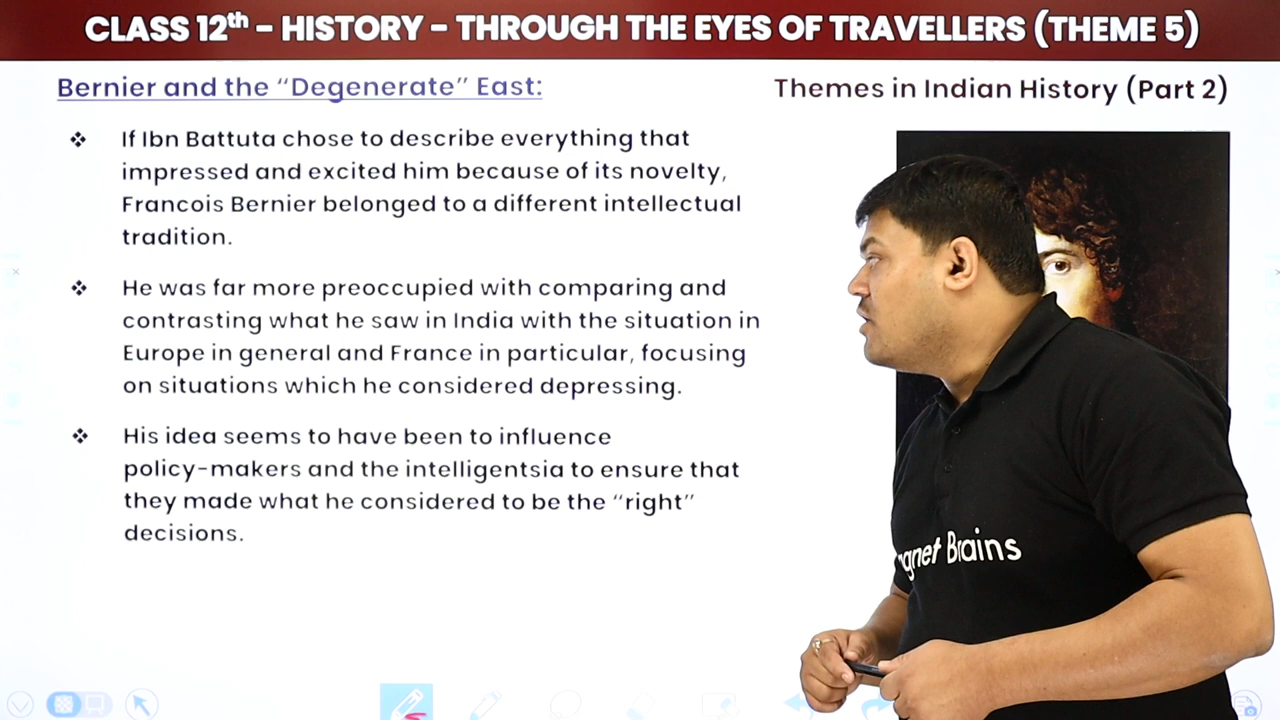 CLASS 12th – HISTORY – THROUGH THE EYES OF TRAVELLERS (THEME 5)
Bernier and the “Degenerate” East:
Themes in Indian History (Part 2)
❖ If Ibn Battuta chose to describe everything that
impressed and excited him because of its novelty,
Francois Bernier belonged to a different intellectual
tradition.
❖ He was far more preoccupied with comparing and
contrasting what he saw in India with the situation in
Europe in general and France in particular, focusing
on situations which he considered depressing.
❖ His idea seems to have been to influence
policy-makers and the intelligentsia to ensure that
they made what he considered to be the “right”
decisions.
Brains